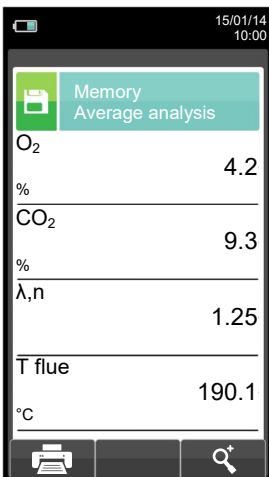 15/01/14
10:00
Memory
Average analysis
O₂
4.2
%
CO₂
9.3
%
λ,n
1.25
T flue
190.1
°C